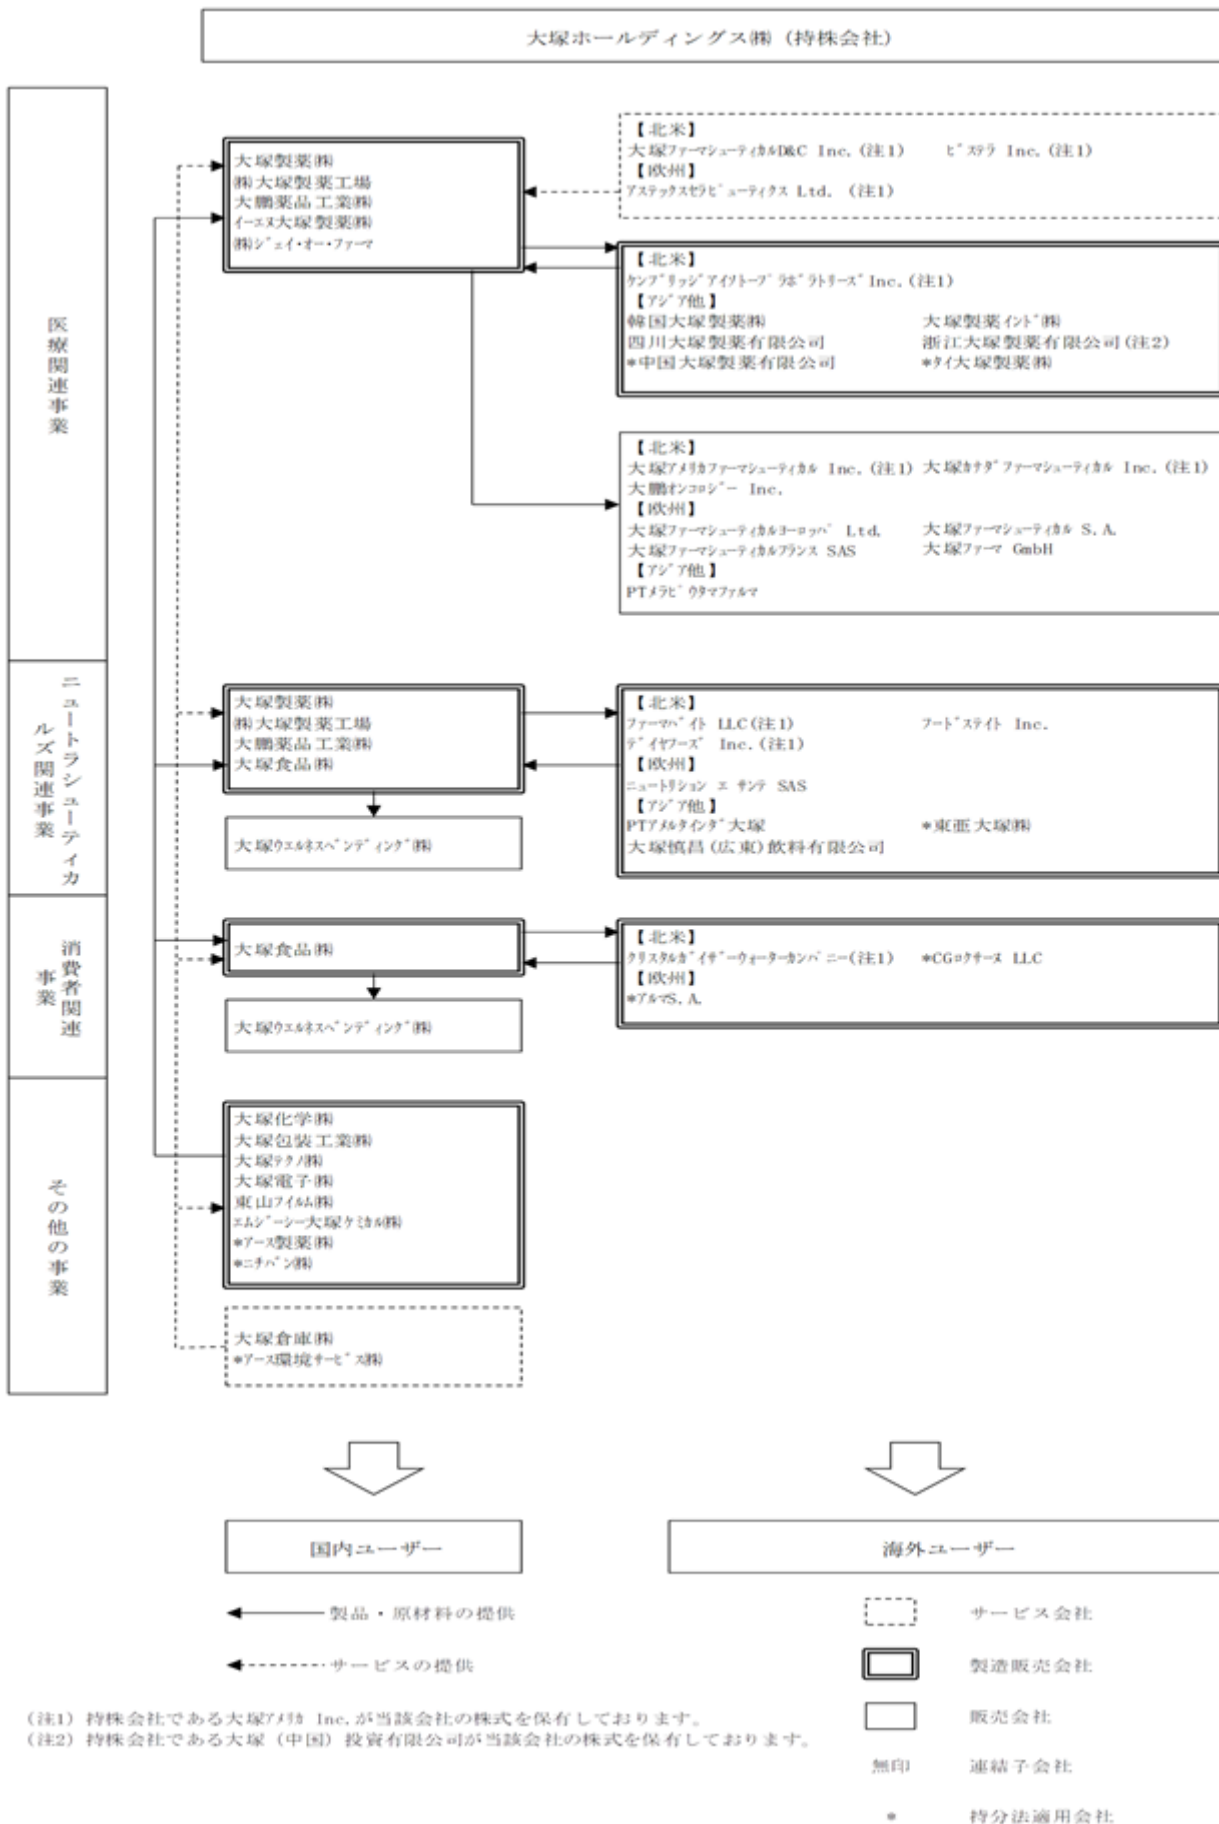 大塚ホールディングス㈱（持株会社）
医療関連事業
大塚製薬㈱
㈱大塚製薬工場
大鵬薬品工業㈱
イーエヌ大塚製薬㈱
㈱ジェイ・オー・ファーマ
【北米】
大塚ファーマシューティカルD&C Inc.(注1) ビステラ Inc.(注1)
【欧州】
アステックスセラピューティクス Ltd. (注1)
【北米】
ケンブリッジアイソトープラボラトリーズ Inc.(注1)
【アジア他】
韓国大塚製薬㈱ 大塚製薬インド㈱
四川大塚製薬有限公司 浙江大塚製薬有限公司(注2)
*中国大塚製薬有限公司 *タイ大塚製薬㈱
【北米】
大塚アメリカファーマシューティカル Inc.(注1) 大塚カナダファーマシューティカル Inc.(注1)
大鵬オンコロジー Inc.
【欧州】
大塚ファーマシューティカルヨーロッパ Ltd. 大塚ファーマシューティカル S.A.
大塚ファーマシューティカルフランス SAS 大塚ファーマ GmbH
【アジア他】
PTメラピウタマファルマ
ニュートラシューティカ
ルズ関連事業
大塚製薬㈱
㈱大塚製薬工場
大鵬薬品工業㈱
大塚食品㈱
大塚ウエルネスベンディング㈱
【北米】
ファーマバイト LLC(注1) フードステイト Inc.
デイヤフーズ Inc.(注1)
【欧州】
ニュートリション エ サンテ SAS
【アジア他】
PTアメルタインダ大塚 *東亜大塚㈱
大塚慎昌(広東)飲料有限公司
消費者関連
事業
大塚食品㈱
大塚ウエルネスベンディング㈱
【北米】
クリスタルガイザーウォーターカンパニー(注1) *CGロクサーヌ LLC
【欧州】
*アルマS.A.
その他の事業
大塚化学㈱
大塚包装工業㈱
大塚テクノ㈱
大塚電子㈱
東山フイルム㈱
エムジーシー大塚ケミカル㈱
*アース製薬㈱
*ニチバン㈱
大塚倉庫㈱
*アース環境サービス㈱
国内ユーザー
海外ユーザー
製品・原材料の提供
サービスの提供
サービス会社
製造販売会社
販売会社
無印 連結子会社
* 持分法適用会社
(注1) 持株会社である大塚アメリカ Inc.が当該会社の株式を保有しております。
(注2) 持株会社である大塚（中国）投資有限公司が当該会社の株式を保有しております。